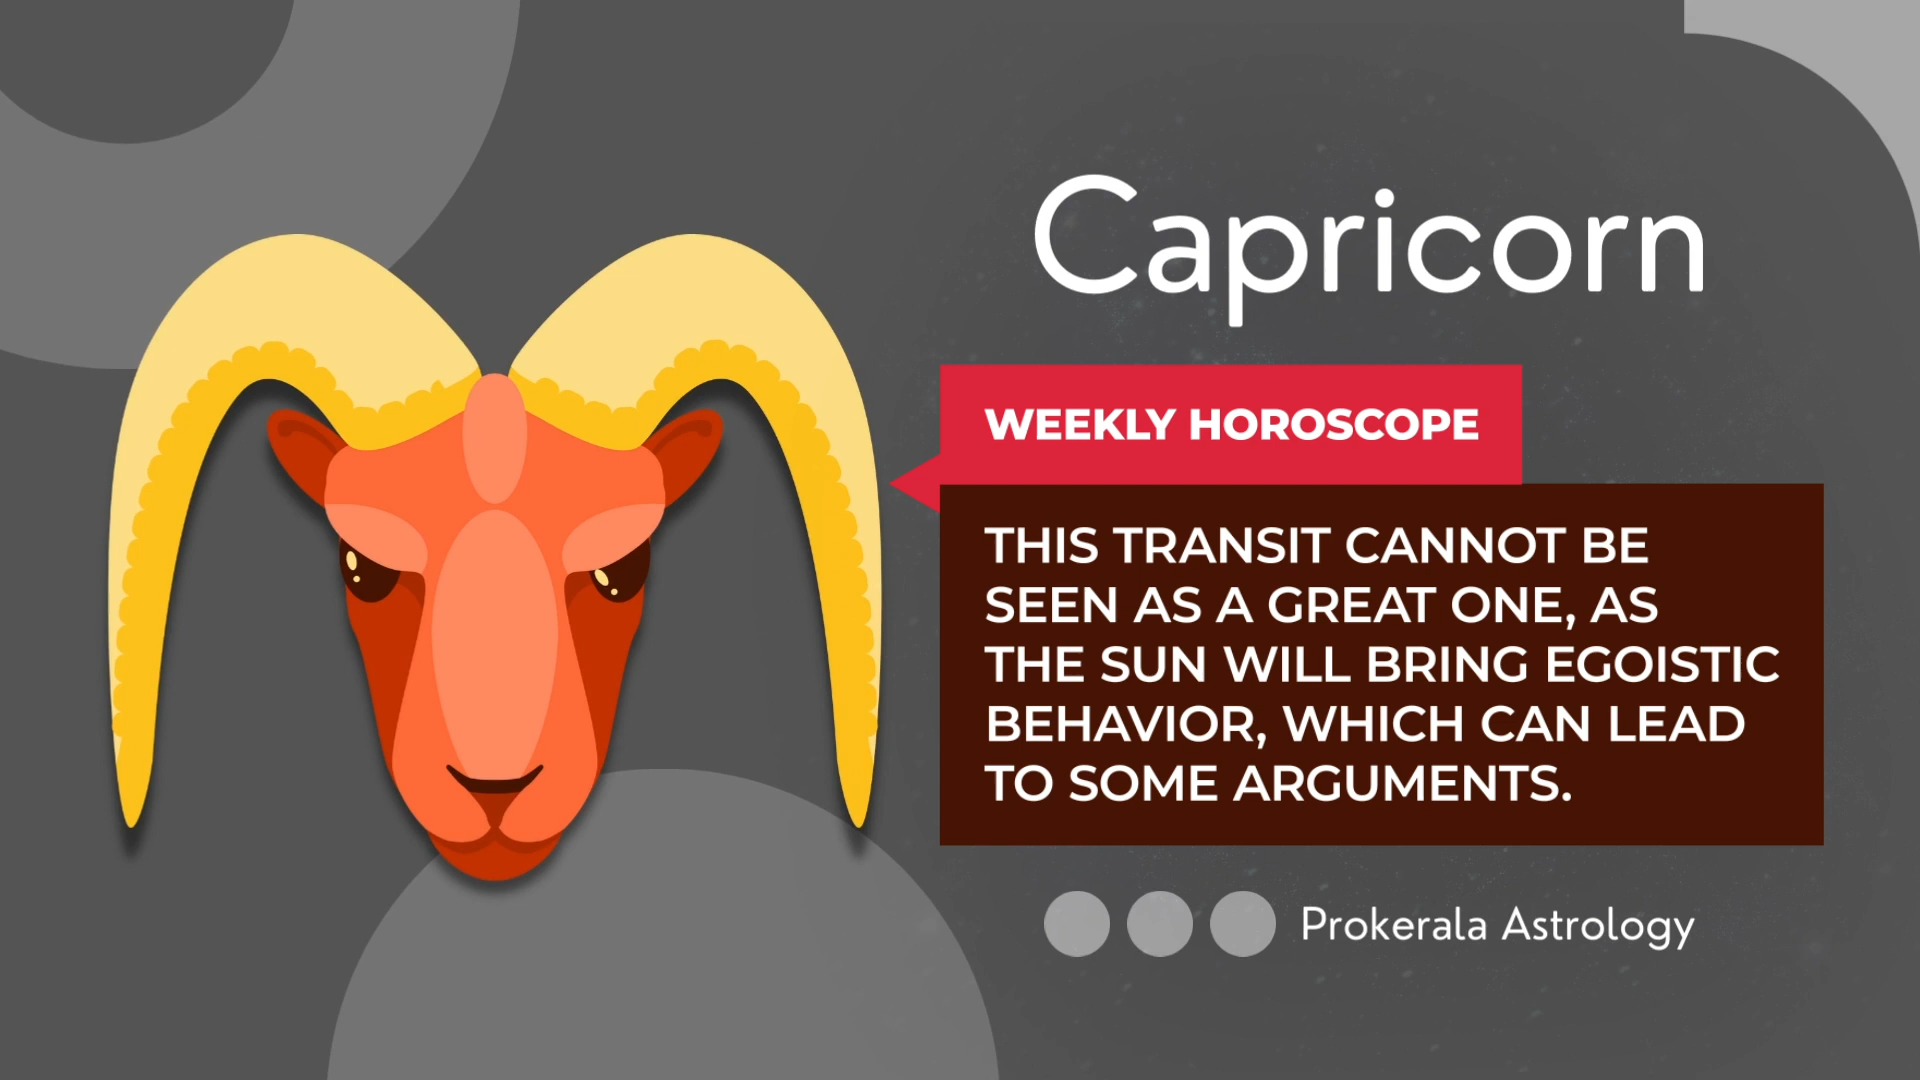 Capricorn
WEEKLY HOROSCOPE
THIS TRANSIT CANNOT BE
SEEN AS A GREAT ONE, AS
THE SUN WILL BRING EGOISTIC
BEHAVIOR, WHICH CAN LEAD
TO SOME ARGUMENTS.
Prokerala Astrology